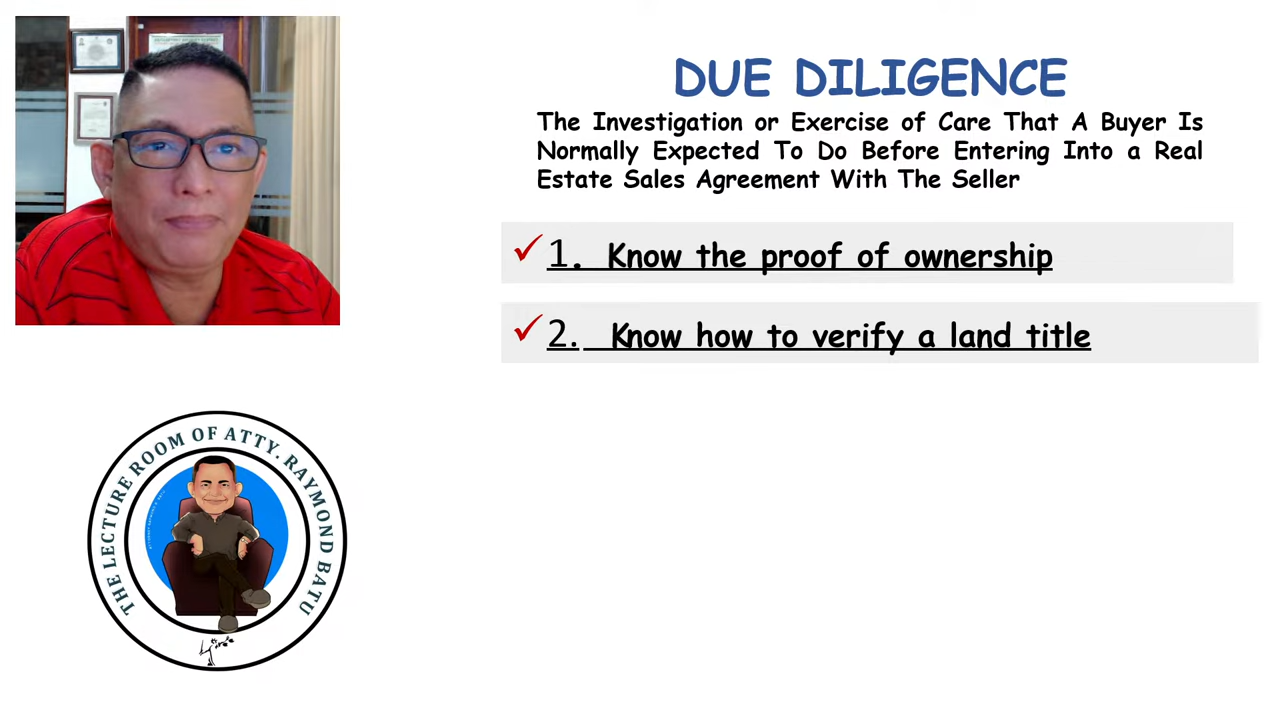 DUE DILIGENCE
The Investigation or Exercise of Care That A Buyer Is
Normally Expected To Do Before Entering Into a Real
Estate Sales Agreement With The Seller
✓ 1. Know the proof of ownership
✓ 2. Know how to verify a land title
THE LECTURE ROOM OF ATTY. RAYMOND BATU